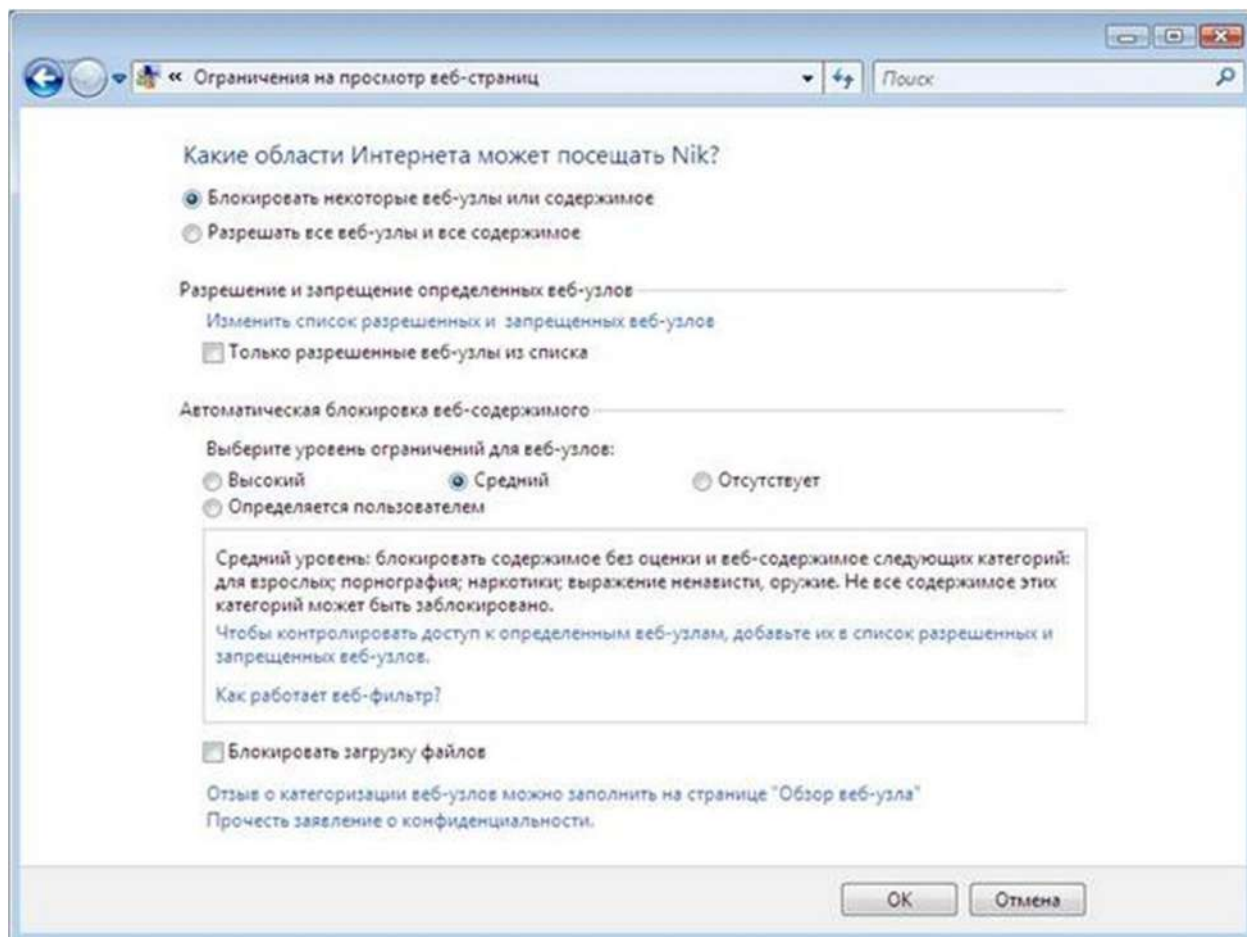 « Ограничения на просмотр веб-страниц
Поиск
Какие области Интернета может посещать Nik?
Блокировать некоторые веб-узлы или содержимое
Разрешать все веб-узлы и все содержимое
Разрешение и запрещение определенных веб-узлов
Изменить список разрешенных и запрещенных веб-узлов
Только разрешенные веб-узлы из списка
Автоматическая блокировка веб-содержимого
Выберите уровень ограничений для веб-узлов:
Высокий Средний Отсутствует
Определяется пользователем
Средний уровень: блокировать содержимое без оценки и веб-содержимое следующих категорий:
для взрослых; порнография; наркотики; выражение ненависти, оружие. Не все содержимое этих
категорий может быть заблокировано.
Чтобы контролировать доступ к определенным веб-узлам, добавьте их в список разрешенных и
запрещенных веб-узлов.
Как работает веб-фильтр?
Блокировать загрузку файлов
Отзыв о категоризации веб-узлов можно заполнить на странице "Обзор веб-узла"
Прочесть заявление о конфиденциальности.
OK Отмена